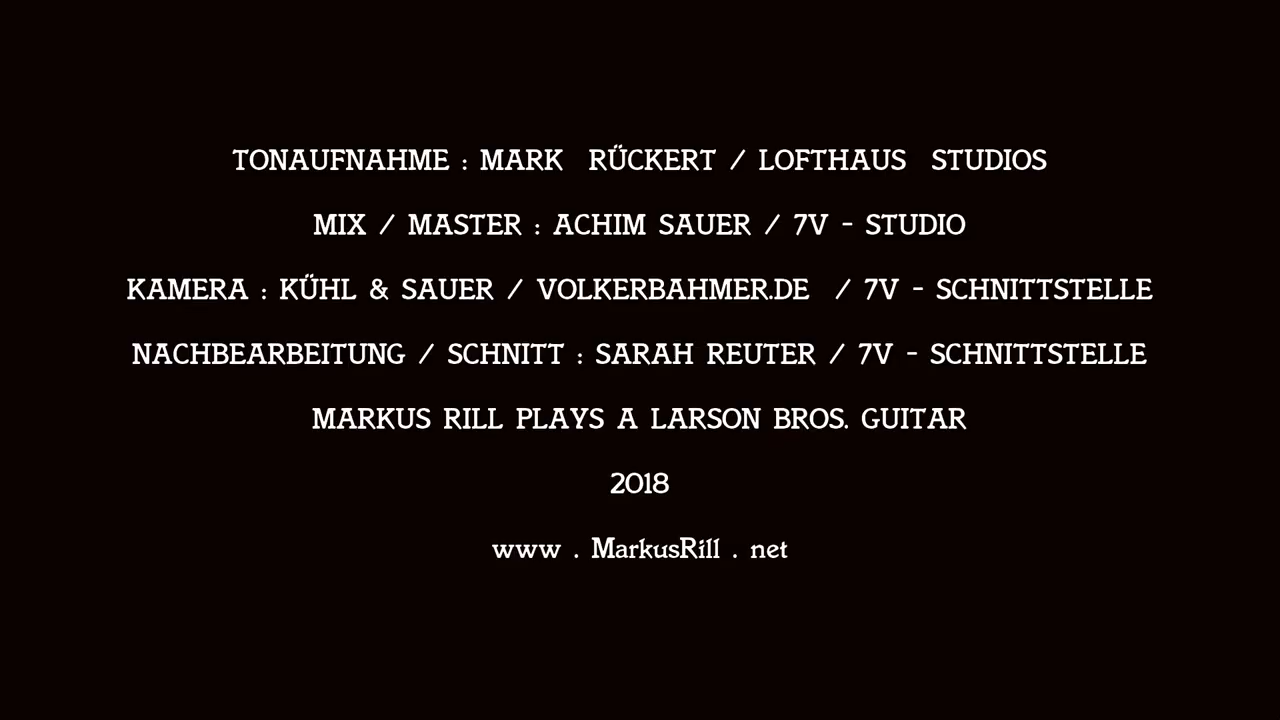 TONAUFNAHME : MARK RÜCKERT / LOFTHAUS STUDIOS
MIX / MASTER : ACHIM SAUER / 7V - STUDIO
KAMERA : KÜHL & SAUER / VOLKERBAHMER.DE / 7V - SCHNITTSTELLE
NACHBEARBEITUNG / SCHNITT : SARAH REUTER / 7V - SCHNITTSTELLE
MARKUS RILL PLAYS A LARSON BROS. GUITAR
2018
www . MarkusRill . net